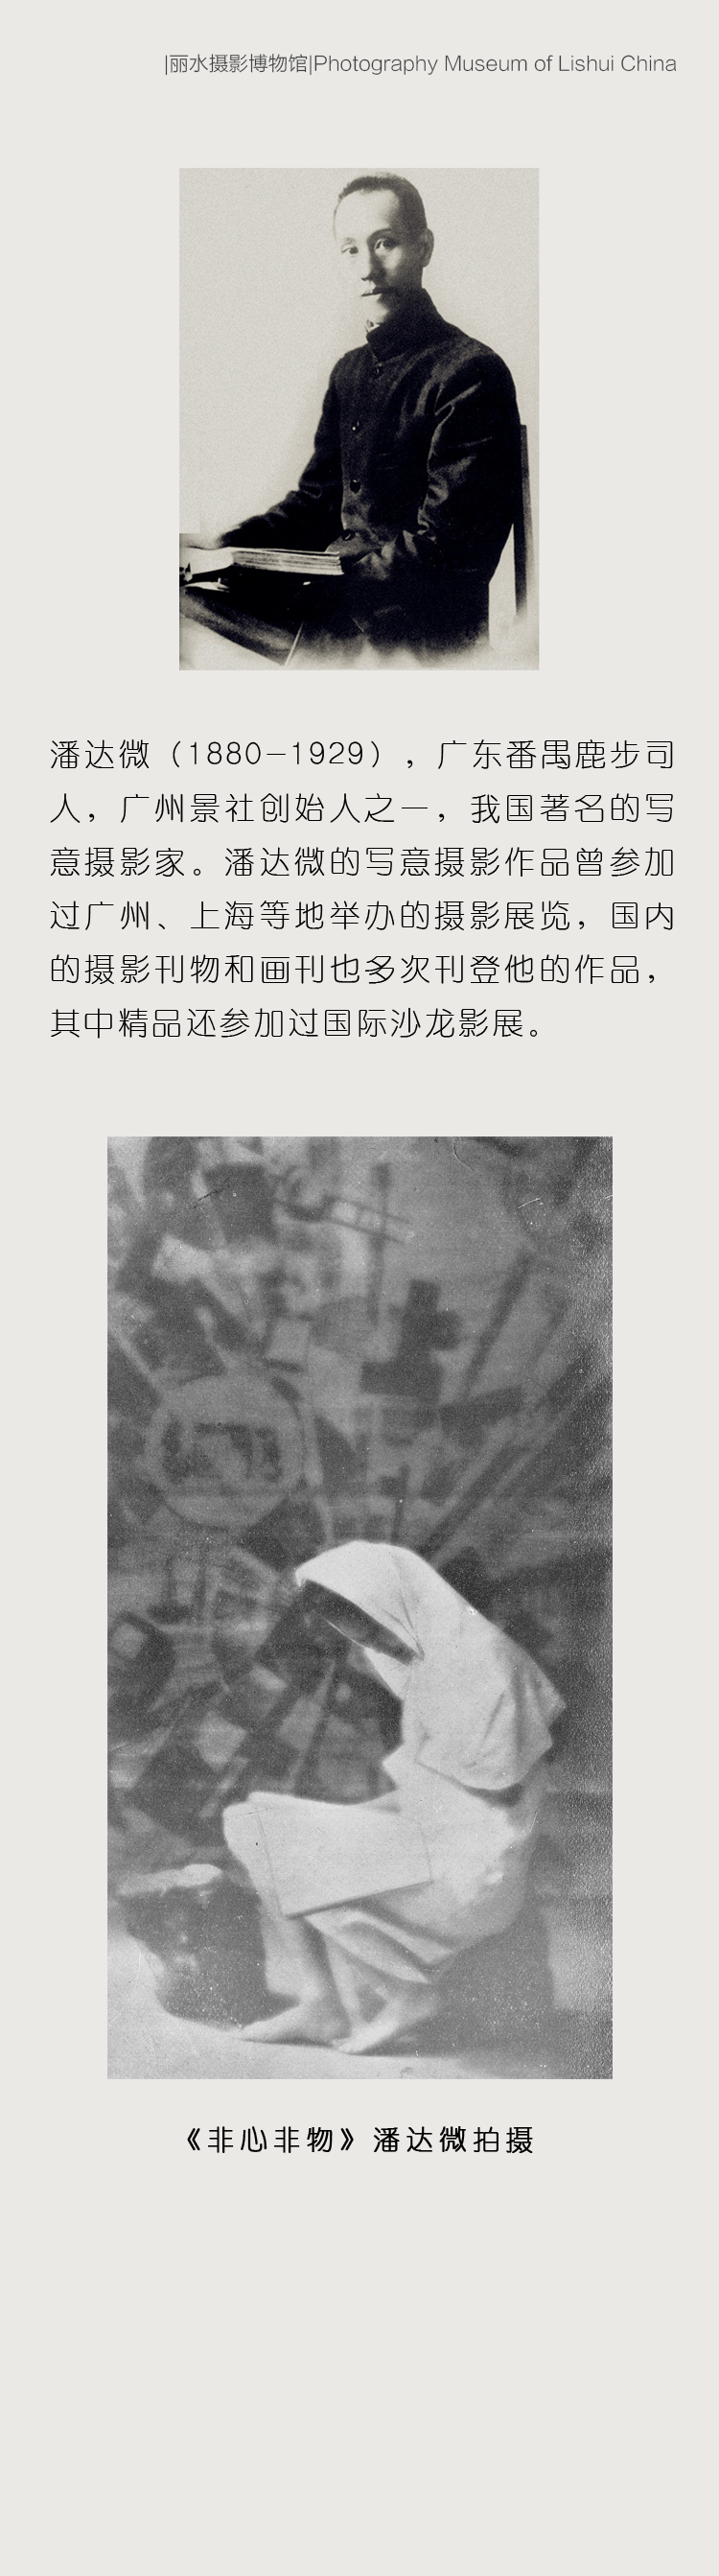 |丽水摄影博物馆|Photography Museum of Lishui China
潘达微（1880-1929），广东番禺鹿步司
人，广州景社创始人之一，我国著名的写
意摄影家。潘达微的写意摄影作品曾参加
过广州、上海等地举办的摄影展览，国内
的摄影刊物和画刊也多次刊登他的作品，
其中精品还参加过国际沙龙影展。
《非心非物》潘达微拍摄